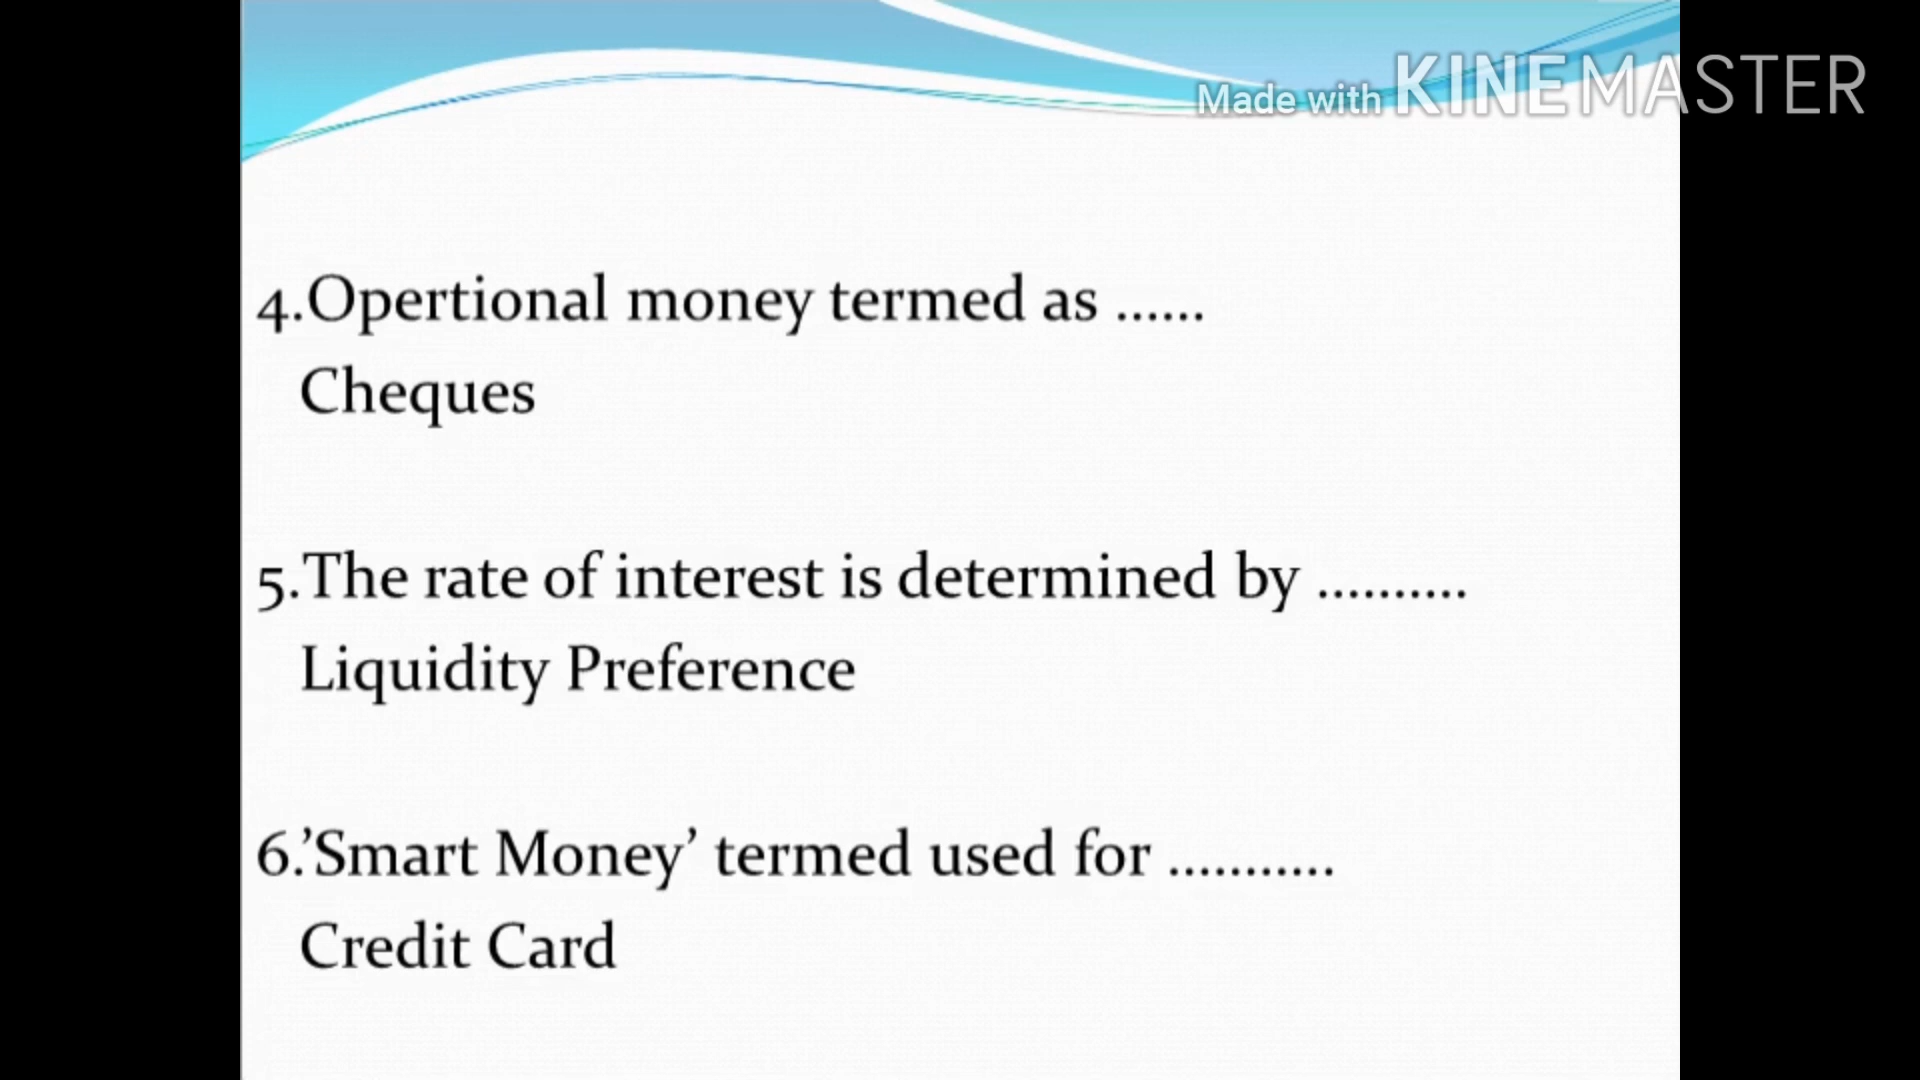 Made with KINEMASTER
4.Opertional money termed as ......
Cheques
5.The rate of interest is determined by ..........
Liquidity Preference
6.’Smart Money’ termed used for ...........
Credit Card